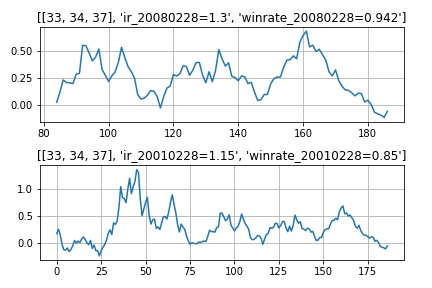 [[33, 34, 37], 'ir_20080228=1.3', 'winrate_20080228=0.942']
0.50
0.25
0.00
80 100 120 140 160 180
[[33, 34, 37], 'ir_20010228=1.15', 'winrate_20010228=0.85']
1.0
0.5
0.0
0 25 50 75 100 125 150 175